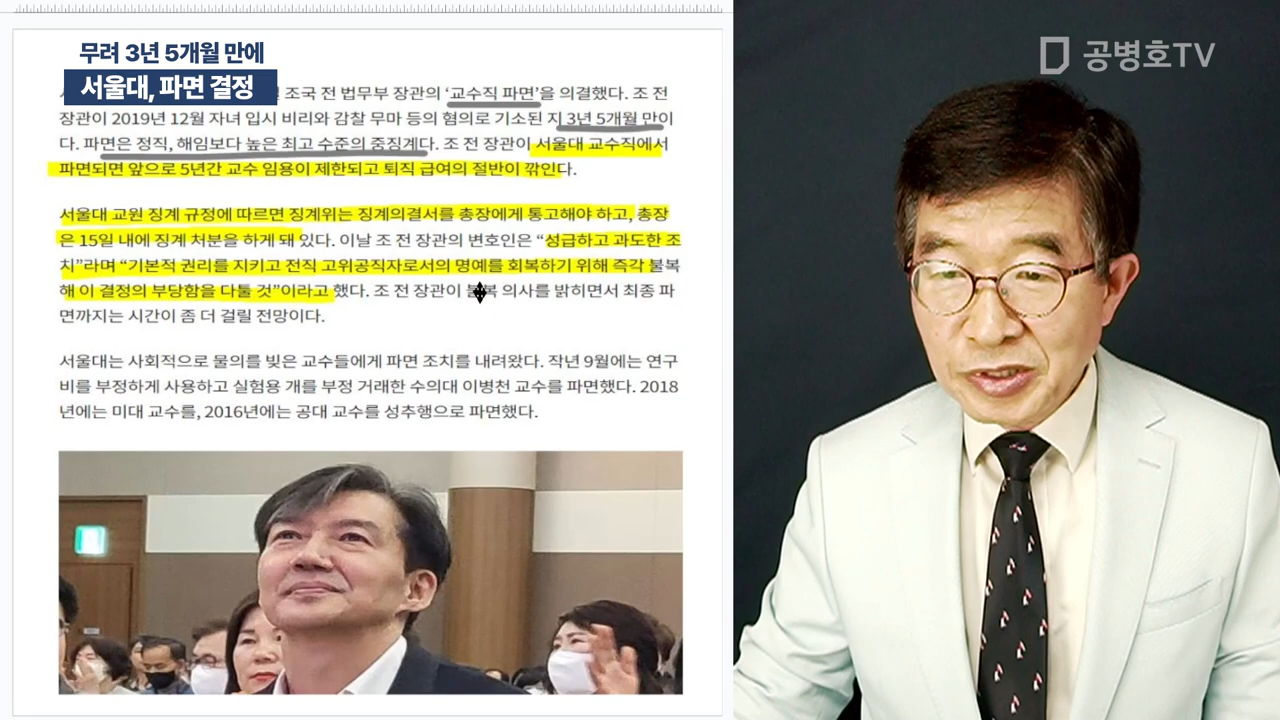 무려 3년 5개월 만에
서울대, 파면 결정
공병호TV
조국 전 법무부 장관의 ‘교수직 파면’을 의결했다. 조 전
장관이 2019년 12월 자녀 입시 비리와 감찰 무마 등의 혐의로 기소된 지 3년 5개월 만이
다. 파면은 정직, 해임보다 높은 최고 수준의 중징계다. 조 전 장관이 서울대 교수직에서
파면되면 앞으로 5년간 교수 임용이 제한되고 퇴직 급여의 절반이 깎인다.
서울대 교원 징계 규정에 따르면 징계위는 징계의결서를 총장에게 통고해야 하고, 총장
은 15일 내에 징계 처분을 하게 돼 있다. 이날 조 전 장관의 변호인은 “성급하고 과도한 조
치”라며 “기본적 권리를 지키고 전직 고위공직자로서의 명예를 회복하기 위해 즉각 불복
해 이 결정의 부당함을 다툴 것”이라고 했다. 조 전 장관이 불복 의사를 밝히면서 최종 파
면까지는 시간이 좀 더 걸릴 전망이다.
서울대는 사회적으로 물의를 빚은 교수들에게 파면 조치를 내려왔다. 작년 9월에는 연구
비를 부정하게 사용하고 실험용 개를 부정 거래한 수의대 이병천 교수를 파면했다. 2018
년에는 미대 교수를, 2016년에는 공대 교수를 성추행으로 파면했다.